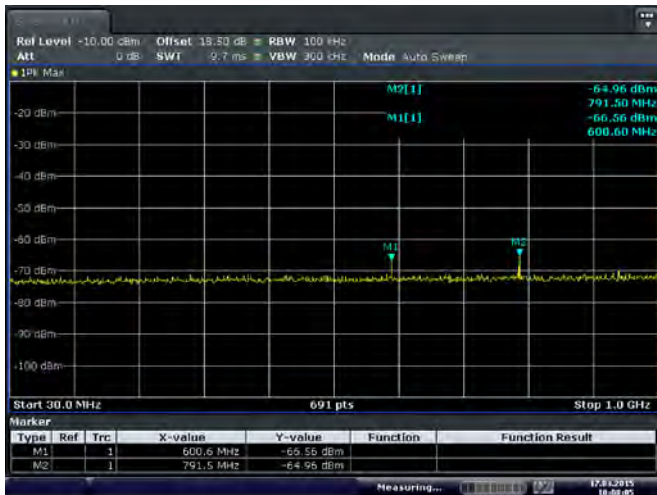 Ref Level -10.00 dBm Offset 18.50 dB RBW 100 kHz
Att 0 dB SWT 9.7 ms VBW 300 kHz Mode Auto Sweep
1Pk Max
M2[1] -64.96 dBm
791.50 MHz
M1[1] -66.56 dBm
600.60 MHz
-20 dBm
-30 dBm
-40 dBm
-50 dBm
-60 dBm
M1 M2
-70 dBm
-80 dBm
-90 dBm
-100 dBm
Start 30.0 MHz 691 pts Stop 1.0 GHz
Marker
Type Ref Trc X-value Y-value Function Function Result
M1 1 600.6 MHz -66.56 dBm
M2 1 791.5 MHz -64.96 dBm
Measuring... 17.03.2015